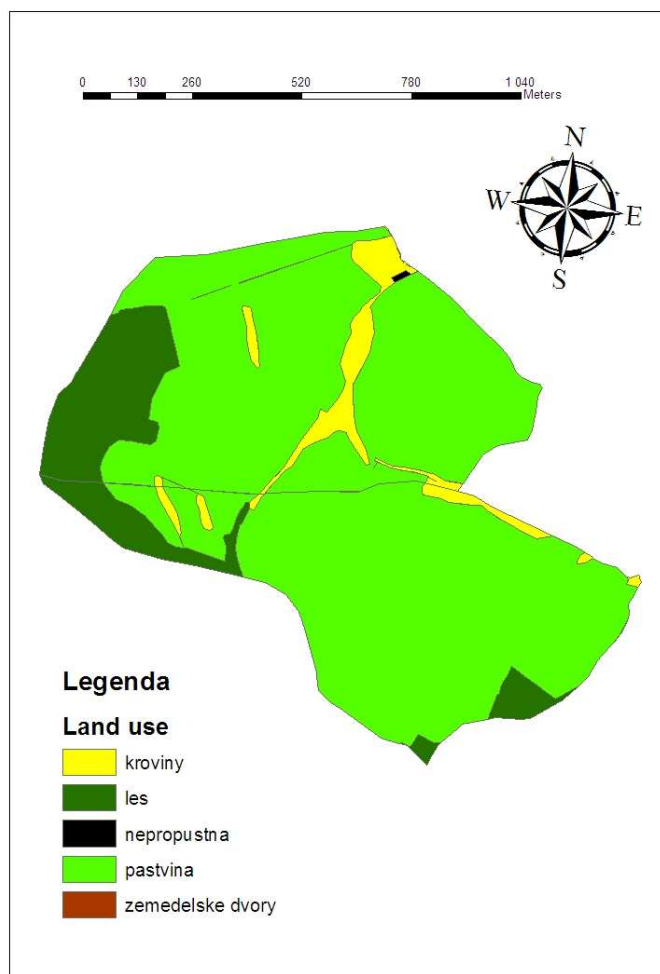 0 130 260 520 780 1 040
Meters
N
W E
S
Legenda
Land use
kroviny
les
nepropustna
pastvina
zemedelske dvory